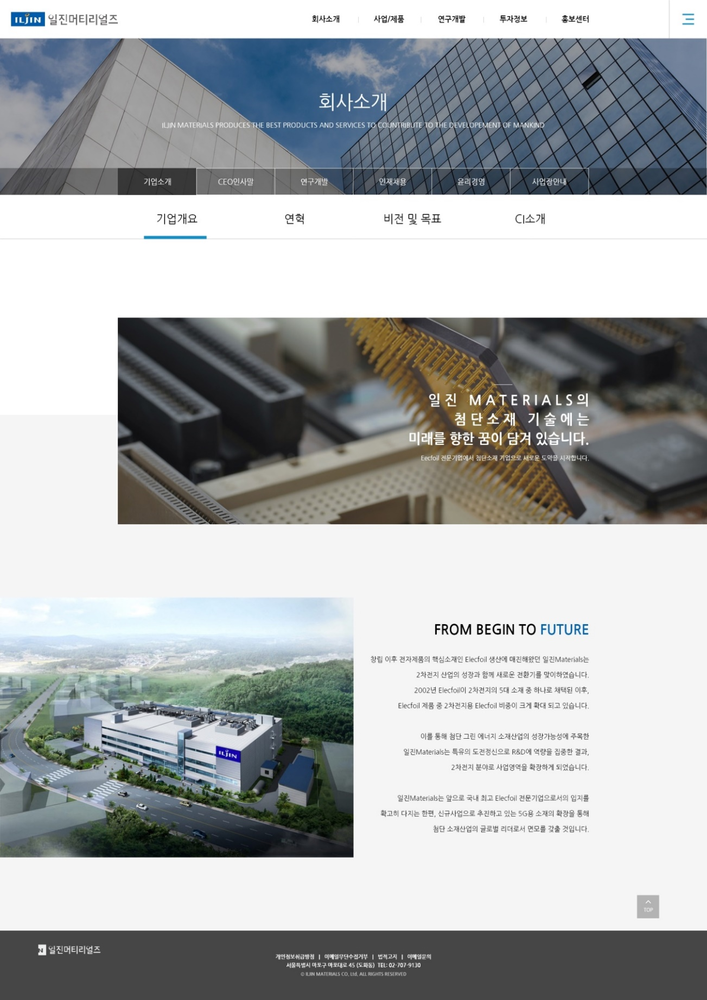 ILJIN 일진머티리얼즈
회사소개 | 사업/제품 | 연구개발 | 투자정보 | 홍보센터
회사소개
ILJIN MATERIALS PRODUCES THE BEST PRODUCTS AND SERVICES TO COUNTRIBUTE TO THE DEVELOPEMENT OF MANKIND
기업소개 CEO인사말 연구개발 인재채용 윤리경영 사업장안내
기업개요 연혁 비전 및 목표 CI소개
일진 MATERIALS의
첨단소재 기술에는
미래를 향한 꿈이 담겨 있습니다.
Eecfoil 전문기업에서 첨단소재 기업으로 새로운 도약을 시작합니다.
FROM BEGIN TO FUTURE
창립 이후 전자제품의 핵심소재인 Elecfoil 생산에 매진해왔던 일진Materials는
2차전지 산업의 성장과 함께 새로운 전환기를 맞이하였습니다.
2002년 Elecfoil이 2차전지의 5대 소재 중 하나로 채택된 이후,
Elecfoil 제품 중 2차전지용 Elecfoil 비중이 크게 확대 되고 있습니다.
이를 통해 첨단 그린 에너지 소재산업의 성장가능성에 주목한
일진Materials는 특유의 도전정신으로 R&D에 역량을 집중한 결과,
2차전지 분야로 사업영역을 확장하게 되었습니다.
일진Materials는 앞으로 국내 최고 Elecfoil 전문기업으로서의 입지를
확고히 다지는 한편, 신규사업으로 추진하고 있는 5G용 소재의 확장을 통해
첨단 소재산업의 글로벌 리더로서 면모를 갖출 것입니다.
ILJIN
TOP
일진머티리얼즈
개인정보취급방침 | 이메일무단수집거부 | 법적고지 | 이메일문의
서울특별시 마포구 마포대로 45 (도화동) TEL: 02-707-9130
© ILJIN MATERIALS CO, Ltd, ALL RIGHTS RESERVED